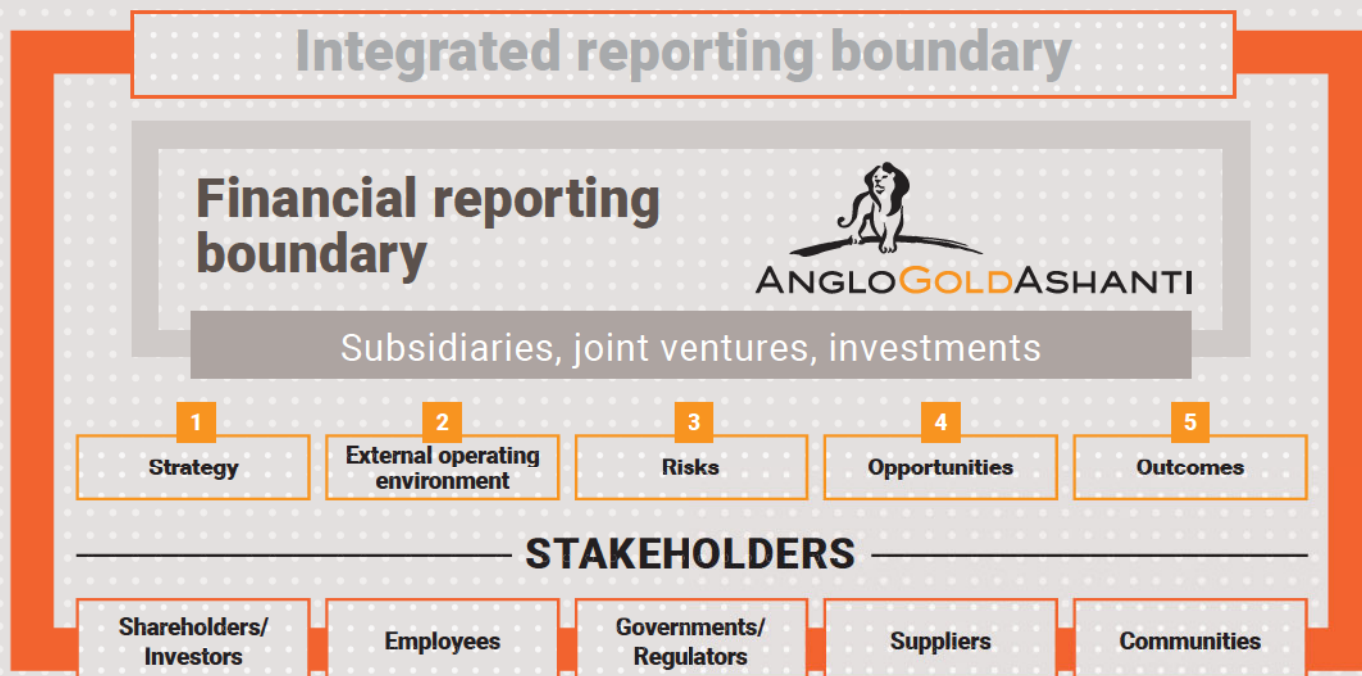 Integrated reporting boundary
Financial reporting
boundary
ANGLOGOLDASHANTI
Subsidiaries, joint ventures, investments
1
2
3
4
5
Strategy
External operating
environment
Risks
Opportunities
Outcomes
STAKEHOLDERS
Shareholders/
Investors
Employees
Governments/
Regulators
Suppliers
Communities